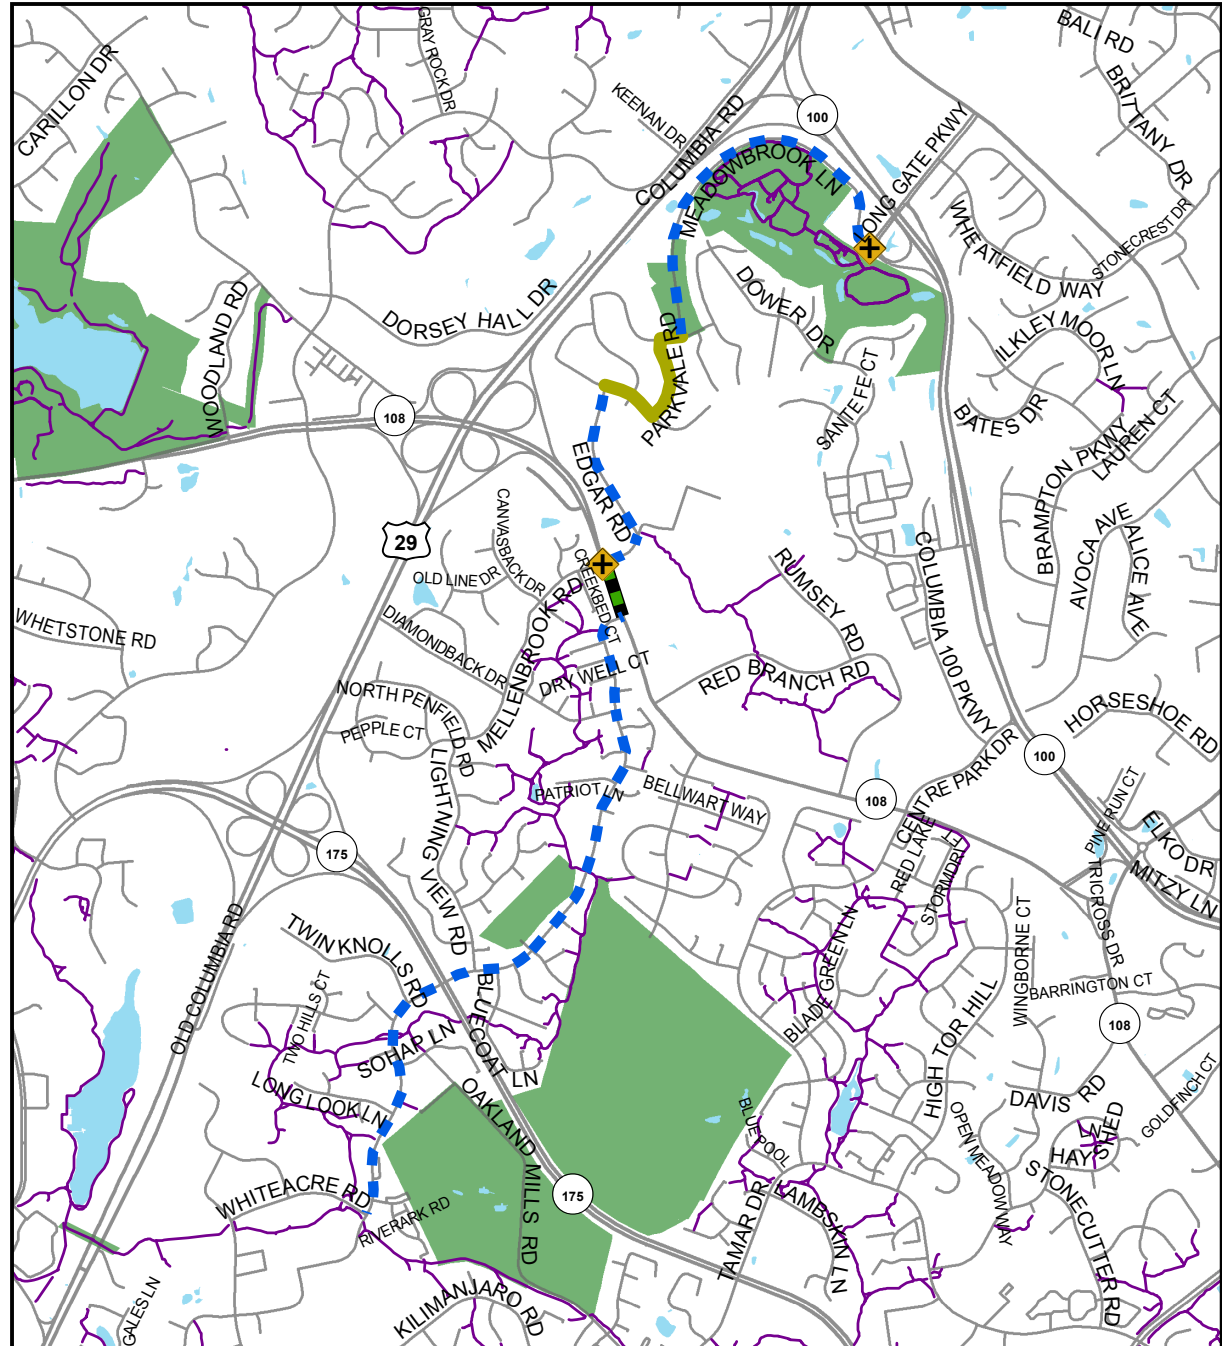 BALI RD
GRAY ROCK DR
CARILLON DR
KEENAN DR
COLUMBIA RD
100
BRITTANY DR
LONG GATE PKWY
MEADOWBROOK LN
STONECREST DR
WHEATFIELD WAY
DOWER DR
DORSEY HALL DR
WOODLAND RD
ILKLEY MOOR LN
PARKVALE RD
SANTE FE CT
BATES DR
LAUREN CT
108
BRAMPTON PKWY
EDGAR RD
CANVASBACK DR
29
AVOCA AVE
ALICE AVE
COLUMBIA 100 PKWY
OLD LINE DR
CREEKBED CT
RUMSEY RD
WHETSTONE RD
DIAMONDBACK DR
MELLENBROOK RD
DRY WELL CT
RED BRANCH RD
NORTH PENFIELD RD
PEPPLE CT
HORSESHOE RD
CENTRE PARK DR
100
LIGHTNING VIEW RD
PATRIOT LN
BELLWART WAY
108
PINE RUN CT
ELKO DR
MITZY LN
175
RED LAKE
STORMDRIFT
TRICROSS DR
OLD COLUMBIA RD
TWIN KNOLLS RD
BLADE GREEN LN
WINGBORNE CT
BARRINGTON CT
TWO HILLS CT
BLUECOAT LN
HIGH TOR HILL
108
SOHAP LN
LONG LOOK LN
OAKLAND MILLS RD
DAVIS RD
GOLDFINCH CT
BLUE POOL
OPEN MEADOW WAY
HAYSHED LN
WHITEACRE RD
RIVERARK RD
175
TAMAR DR
LAMBSKIN LN
STONECUTTER RD
GALES LN
KILIMANJARO RD